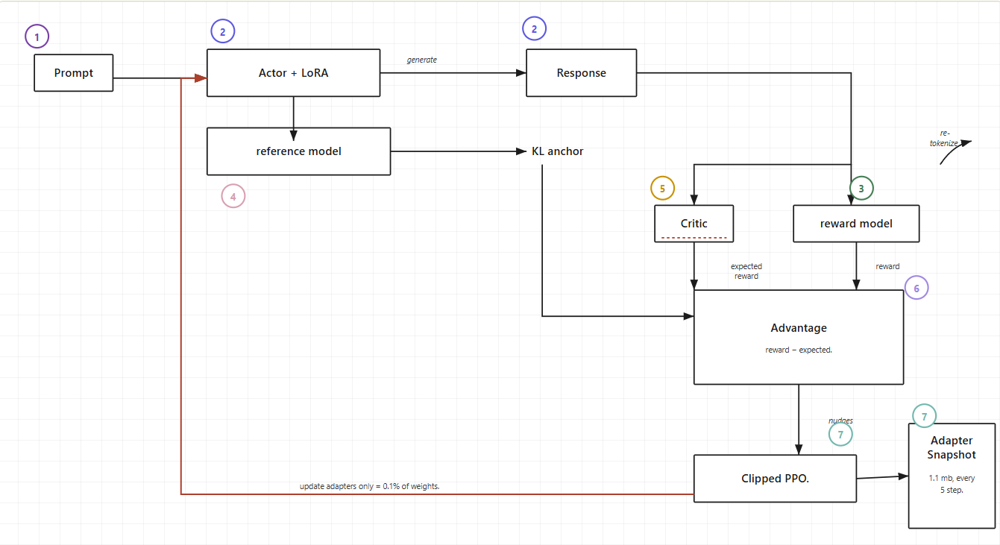 1
2
2
Prompt
Actor + LoRA
generate
Response
reference model
KL anchor
re-
tokenize
4
5
3
Critic
reward model
expected
reward
reward
6
Advantage
reward – expected.
nudges
7
7
Adapter
Snapshot
1.1 mb, every
5 step.
Clipped PPO.
update adapters only = 0.1% of weights.